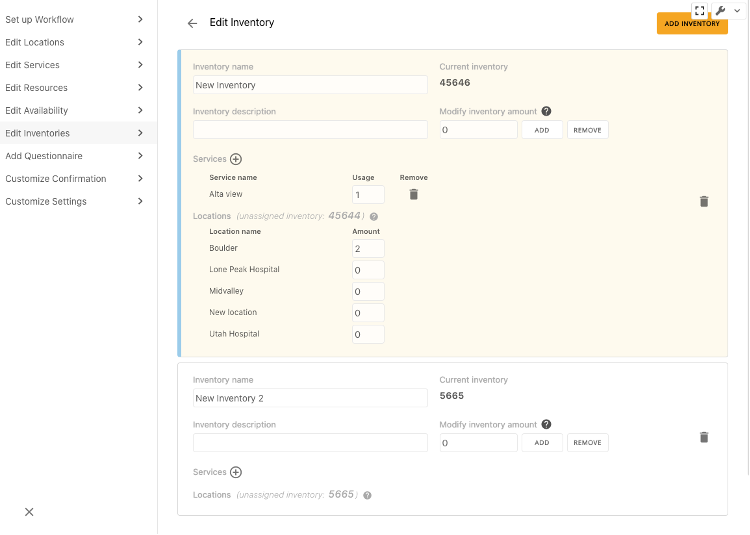 Set up Workflow
Edit Locations
Edit Services
Edit Resources
Edit Availability
Edit Inventories
Add Questionnaire
Customize Confirmation
Customize Settings
Edit Inventory
ADD INVENTORY
Inventory name
Current inventory
New Inventory
45646
Inventory description
Modify inventory amount ?
0
ADD
REMOVE
Services
Service name Usage Remove
Alta view 1
Locations (unassigned inventory: 45644) ?
Location name Amount
Boulder 2
Lone Peak Hospital 0
Midvalley 0
New location 0
Utah Hospital 0
Inventory name
Current inventory
New Inventory 2
5665
Inventory description
Modify inventory amount ?
0
ADD
REMOVE
Services
Locations (unassigned inventory: 5665) ?